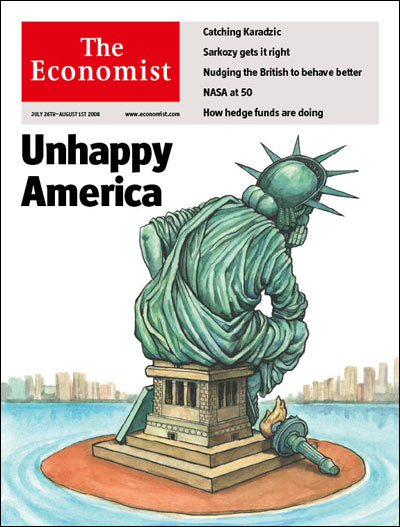 The
Economist
Catching Karadzic
Sarkozy gets it right
Nudging the British to behave better
NASA at 50
How hedge funds are doing
JULY 26TH–AUGUST 1ST 2008
www.economist.com
Unhappy
America